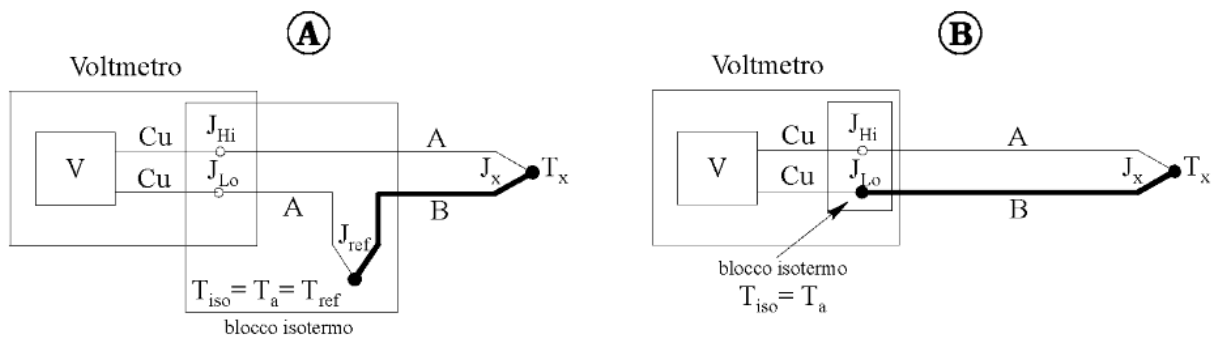 A
Voltmetro
V
Cu
Cu
J_Hi
J_Lo
A
A
B
J_x
T_x
J_ref
T_iso = T_a = T_ref
blocco isotermo
B
Voltmetro
V
Cu
Cu
J_Hi
J_Lo
A
B
J_x
T_x
blocco isotermo
T_iso = T_a